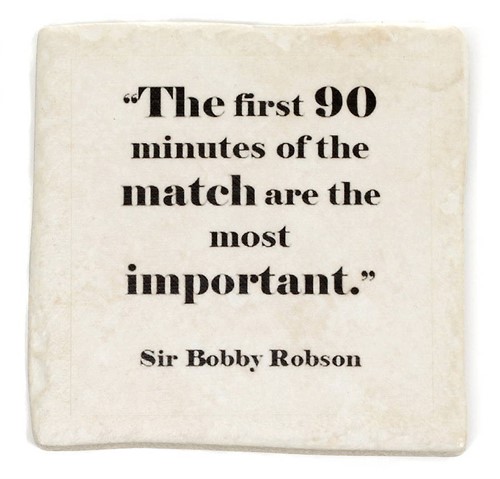 “The first 90
minutes of the
match are the
most
important.”
Sir Bobby Robson